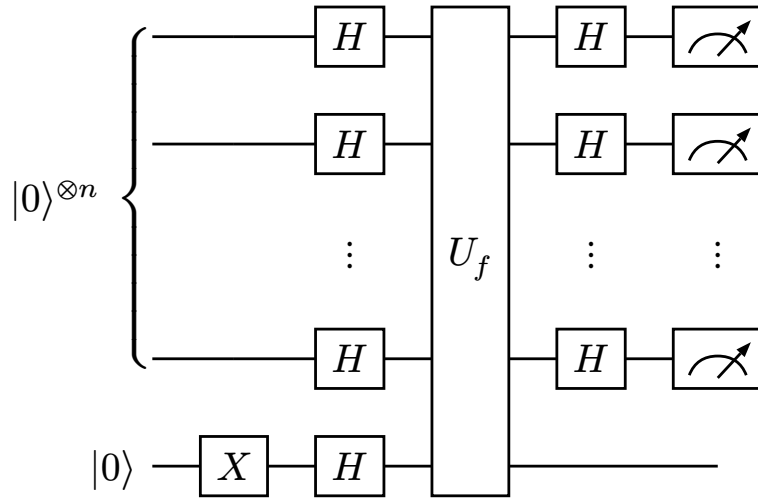 H H
H H
|0⟩⊗n
⋮ U_f ⋮ ⋮
H H
|0⟩ X H